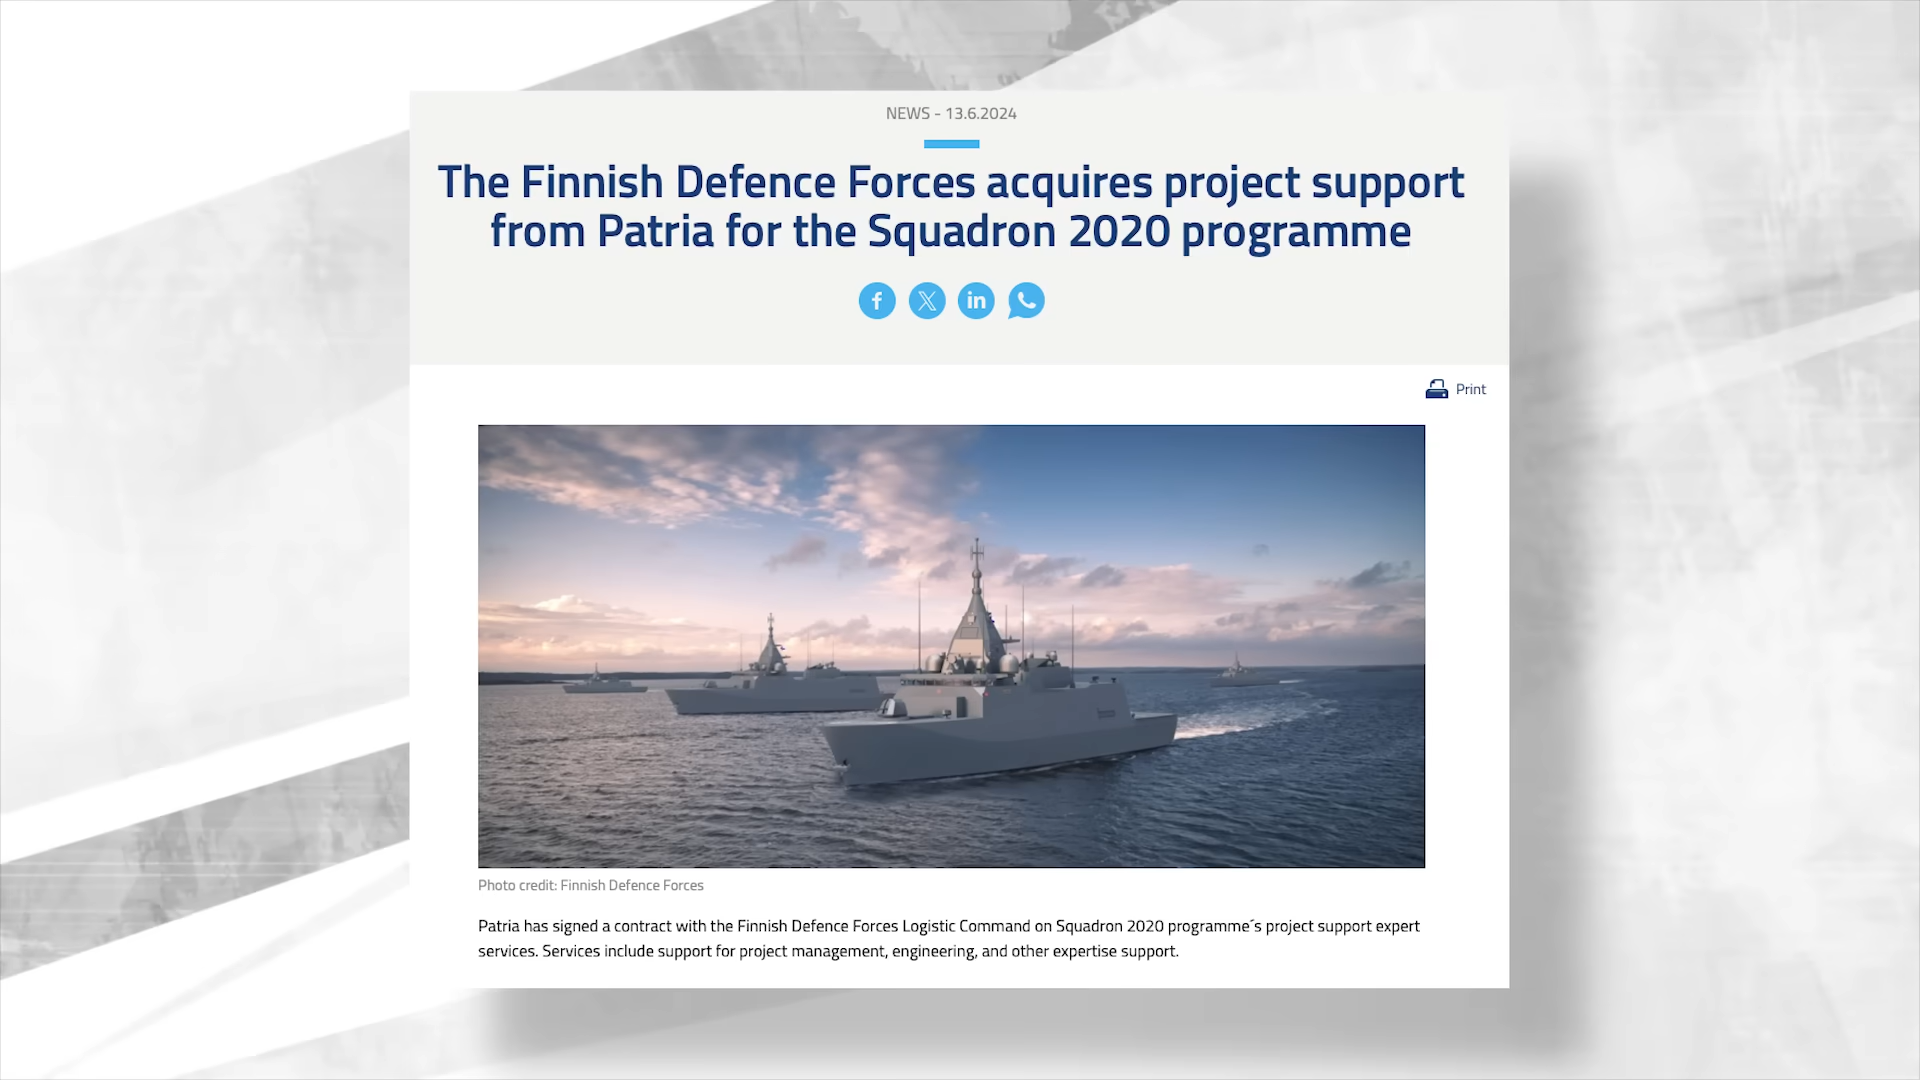 NEWS - 13.6.2024
The Finnish Defence Forces acquires project support
from Patria for the Squadron 2020 programme
Print
Photo credit: Finnish Defence Forces
Patria has signed a contract with the Finnish Defence Forces Logistic Command on Squadron 2020 programme´s project support expert
services. Services include support for project management, engineering, and other expertise support.